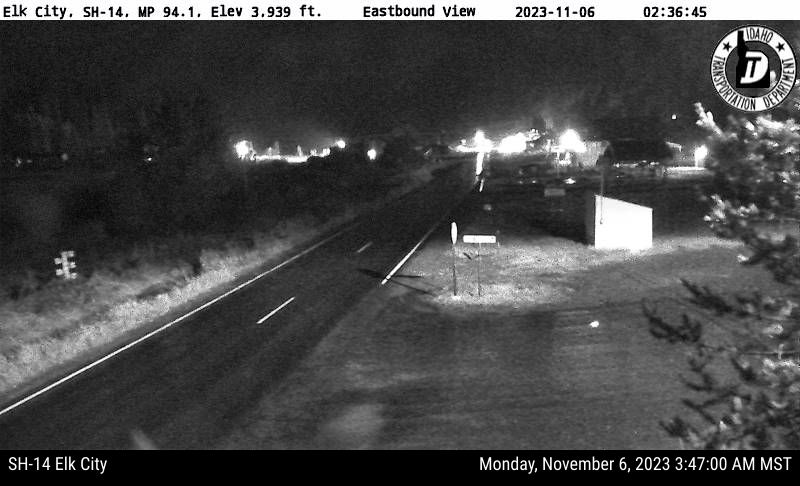 Elk City, SH-14, MP 94.1, Elev 3,939 ft. Eastbound View 2023-11-06 02:36:45
IDAHO
TRANSPORTATION DEPARTMENT
SH-14 Elk City Monday, November 6, 2023 3:47:00 AM MST